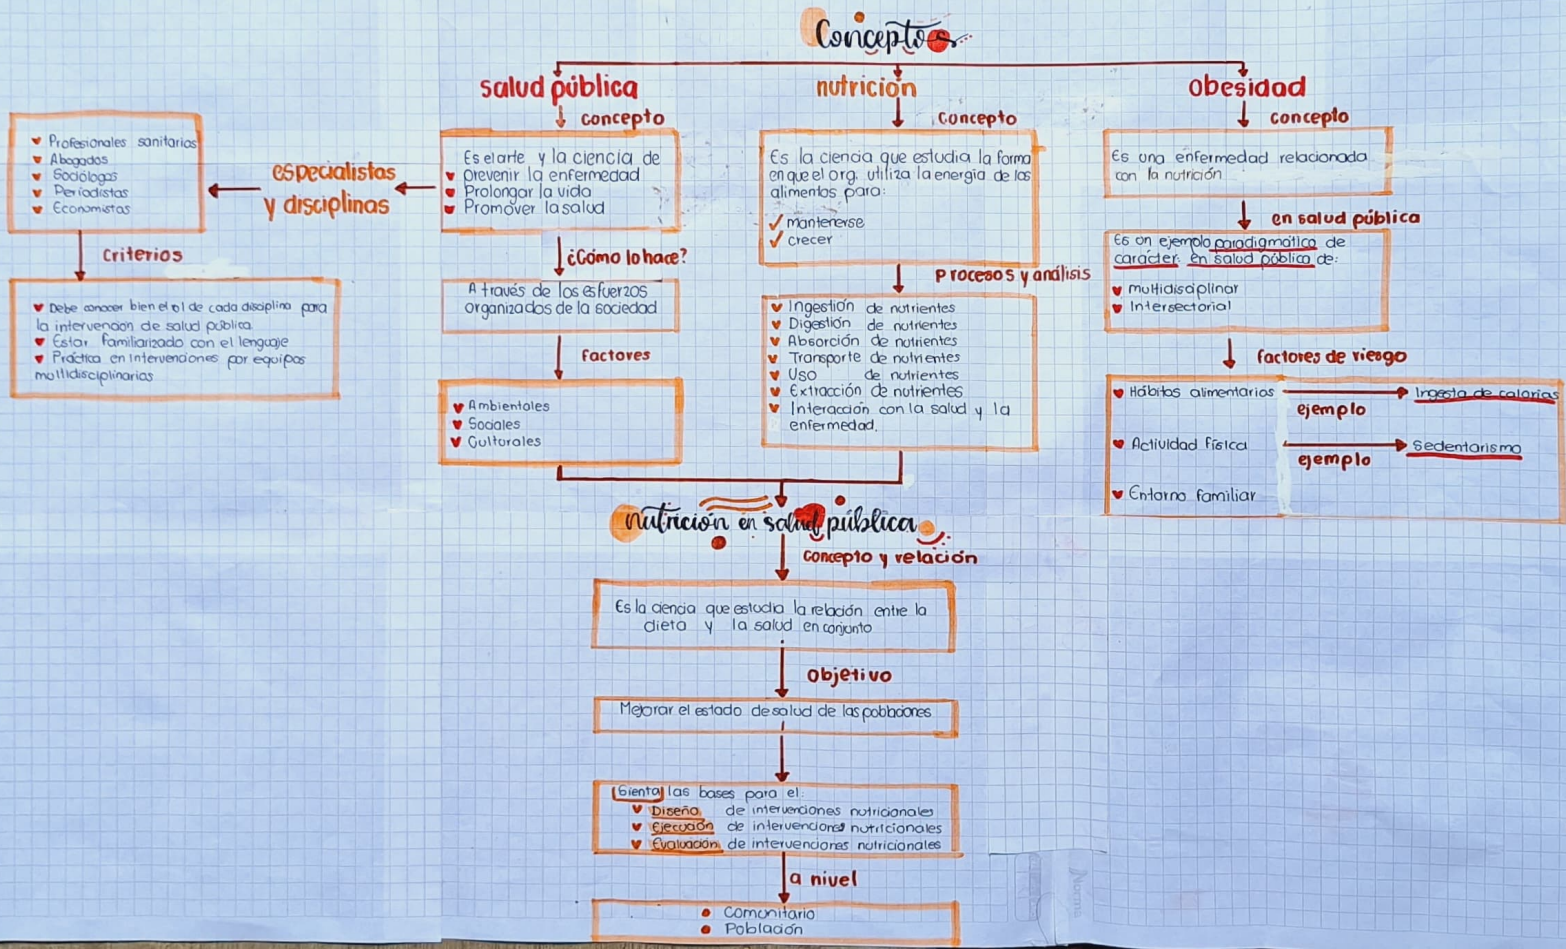 Conceptos
salud pública
concepto
Es el arte y la ciencia de
prevenir la enfermedad
Prolongar la vida
Promover la salud
especialistas
y disciplinas
Profesionales sanitarios
Abogados
Sociólogos
Periodistas
Economistas
Criterios
Debe conocer bien el rol de cada disciplina para
la intervención de salud pública
Estar familiarizado con el lenguaje
Práctica en intervenciones por equipos
multidisciplinarias
¿Cómo lo hace?
A través de los esfuerzos
organizados de la sociedad
factores
Ambientales
Sociales
Culturales
nutrición
Concepto
Es la ciencia que estudia la forma
en que el org. utiliza la energia de los
alimentos para:
mantenerse
crecer
Procesos y análisis
Ingestión de nutrientes
Digestión de nutrientes
Absorción de nutrientes
Transporte de nutrientes
Uso de nutrientes
Extracción de nutrientes
Interacción con la salud y la
enfermedad.
obesidad
concepto
Es una enfermedad relacionada
con la nutrición
en salud pública
Es un ejemplo paradigmático de
carácter en salud pública de:
multidisciplinar
Intersectorial
factores de riesgo
Hábitos alimentarios
ejemplo
Ingesta de calorías
Actividad física
ejemplo
Sedentarismo
Entorno familiar
nutrición en salud pública
concepto y relación
Es la ciencia que estudia la relación entre la
dieta y la salud en conjunto
Objetivo
Mejorar el estado de salud de las poblaciones
Sienta las bases para el:
Diseño de intervenciones nutricionales
Ejecución de intervenciones nutricionales
Evaluación de intervenciones nutricionales
a nivel
Comunitario
Población
Norma